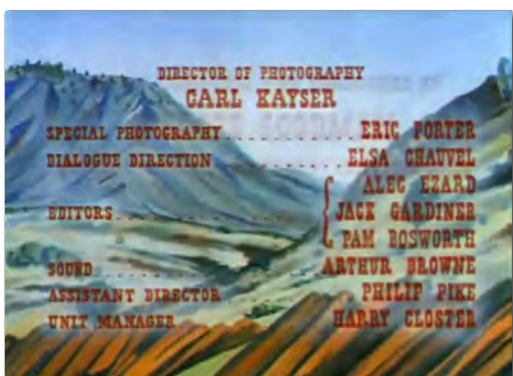 DIRECTOR OF PHOTOGRAPHY
CARL KAYSER
SPECIAL PHOTOGRAPHY ERIC PORTER
DIALOGUE DIRECTION ELSA CHAUVEL
ALEC EZARD
EDITORS JACK GARDINER
PAM BOSWORTH
SOUND ARTHUR BROWNE
ASSISTANT DIRECTOR PHILIP PIKE
UNIT MANAGER HARRY CLOSTER